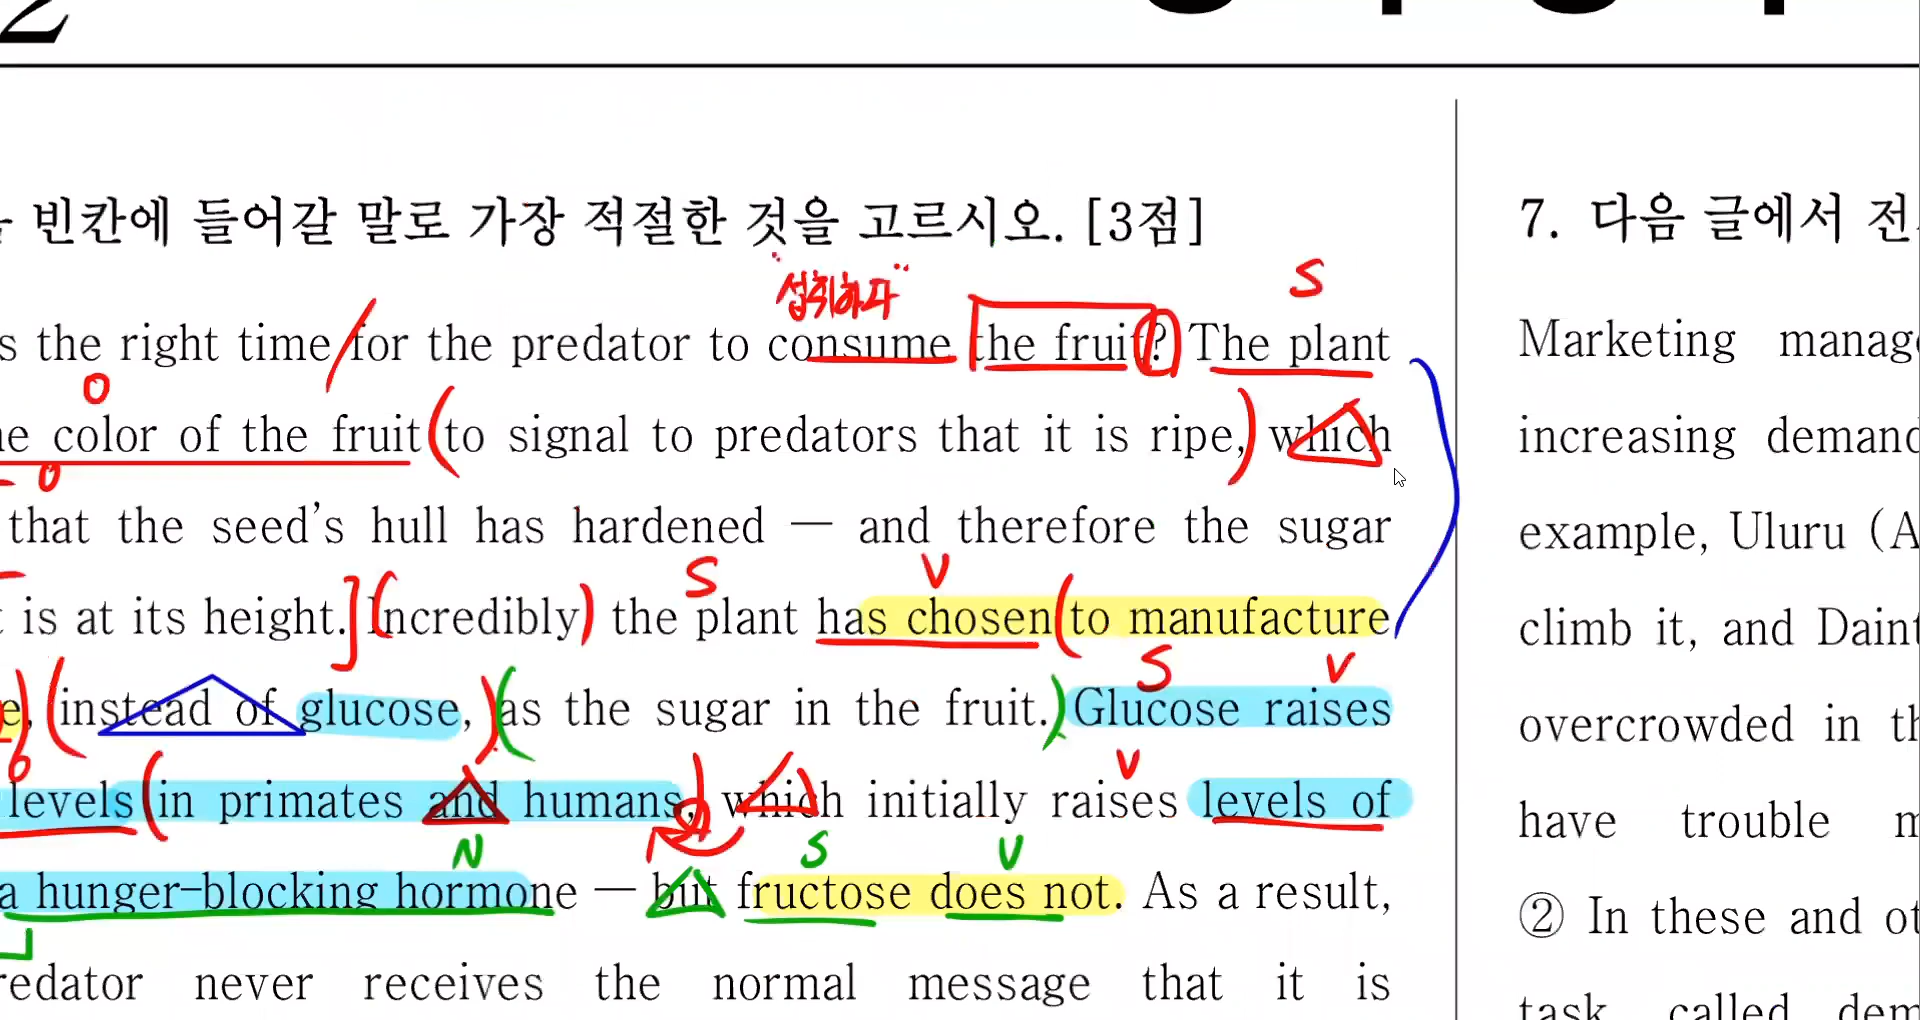 2
빈칸에 들어갈 말로 가장 적절한 것을 고르시오. [3점]
섭취하다 S
s the right time for the predator to consume the fruit? The plant
O
e color of the fruit to signal to predators that it is ripe, which
O
that the seed's hull has hardened — and therefore the sugar
S V
is at its height. Incredibly the plant has chosen to manufacture
S V
e, instead of glucose, as the sugar in the fruit. Glucose raises
O V
levels in primates and humans, which initially raises levels of
N S V
a hunger-blocking hormone — but fructose does not. As a result,
redator never receives the normal message that it is
7. 다음 글에서 전
Marketing manag
increasing demand
example, Uluru (A
climb it, and Daint
overcrowded in th
have trouble m
② In these and ot
task called dem